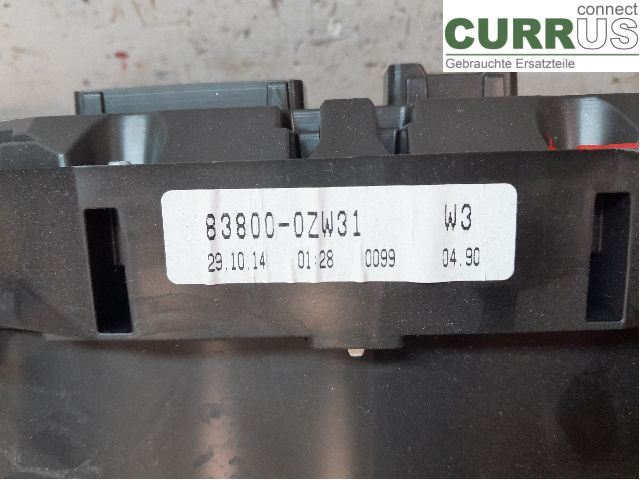 connect
CURRUS
Gebrauchte Ersatzteile
83800-0ZW31 W3
29.10.14 01:28 0099 04.90